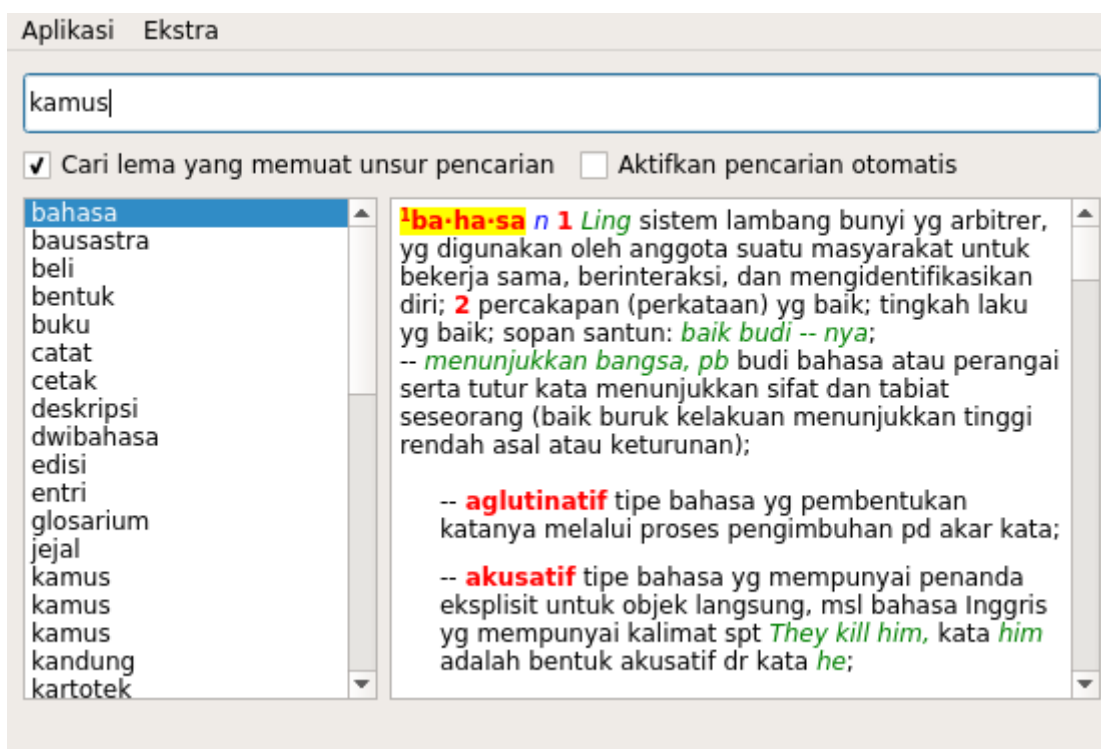 Aplikasi Ekstra
kamus
Cari lema yang memuat unsur pencarian Aktifkan pencarian otomatis
bahasa
bausastra
beli
bentuk
buku
catat
cetak
deskripsi
dwibahasa
edisi
entri
glosarium
jejal
kamus
kamus
kamus
kandung
kartotek
¹ba·ha·sa n 1 Ling sistem lambang bunyi yg arbitrer,
yg digunakan oleh anggota suatu masyarakat untuk
bekerja sama, berinteraksi, dan mengidentifikasikan
diri; 2 percakapan (perkataan) yg baik; tingkah laku
yg baik; sopan santun: baik budi -- nya;
-- menunjukkan bangsa, pb budi bahasa atau perangai
serta tutur kata menunjukkan sifat dan tabiat
seseorang (baik buruk kelakuan menunjukkan tinggi
rendah asal atau keturunan);
-- aglutinatif tipe bahasa yg pembentukan
katanya melalui proses pengimbuhan pd akar kata;
-- akusatif tipe bahasa yg mempunyai penanda
eksplisit untuk objek langsung, msl bahasa Inggris
yg mempunyai kalimat spt They kill him, kata him
adalah bentuk akusatif dr kata he;